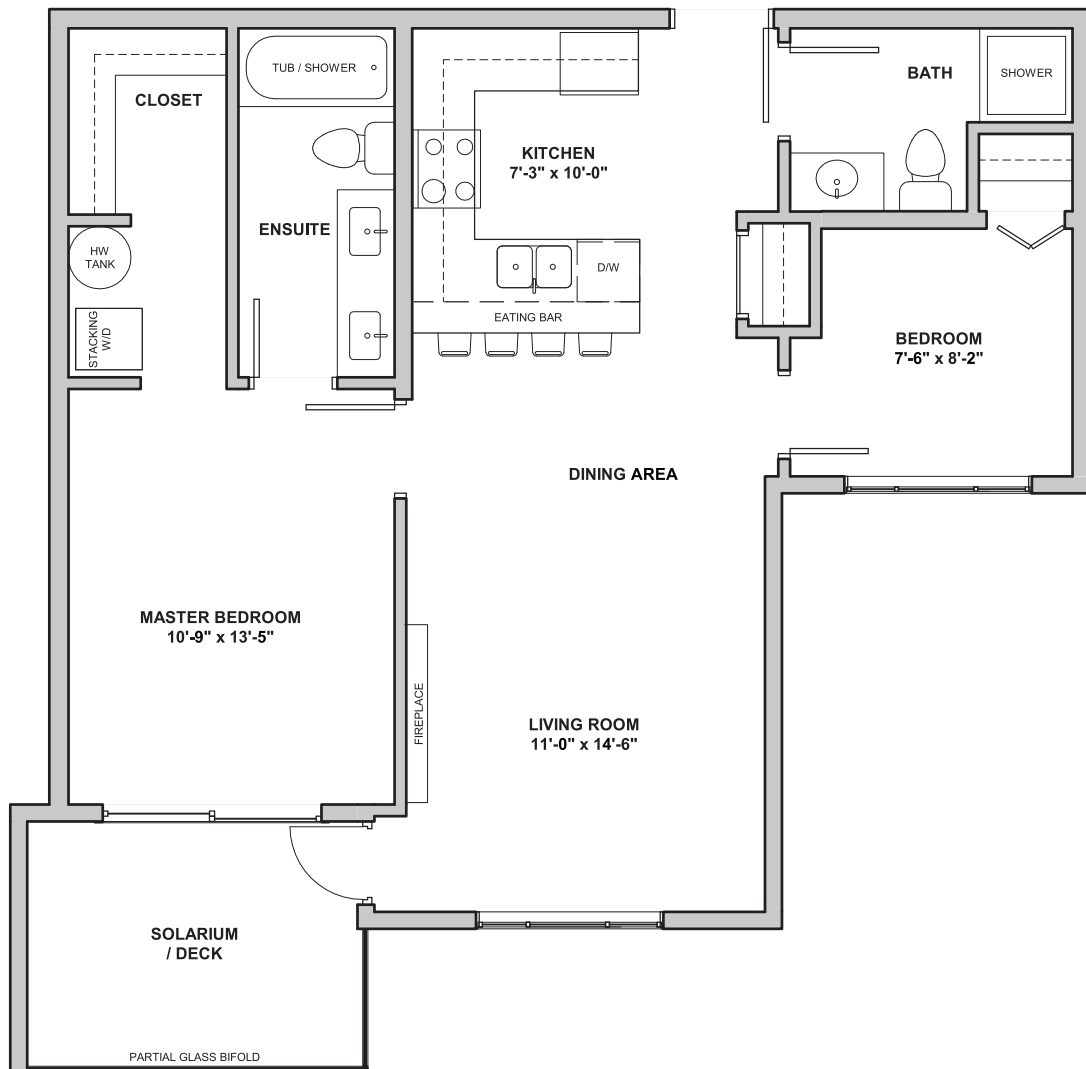 TUB / SHOWER
BATH
SHOWER
CLOSET
KITCHEN
7'-3" x 10'-0"
ENSUITE
HW
TANK
D/W
STACKING
W/D
EATING BAR
BEDROOM
7'-6" x 8'-2"
DINING AREA
MASTER BEDROOM
10'-9" x 13'-5"
FIREPLACE
LIVING ROOM
11'-0" x 14'-6"
SOLARIUM
/ DECK
PARTIAL GLASS BIFOLD